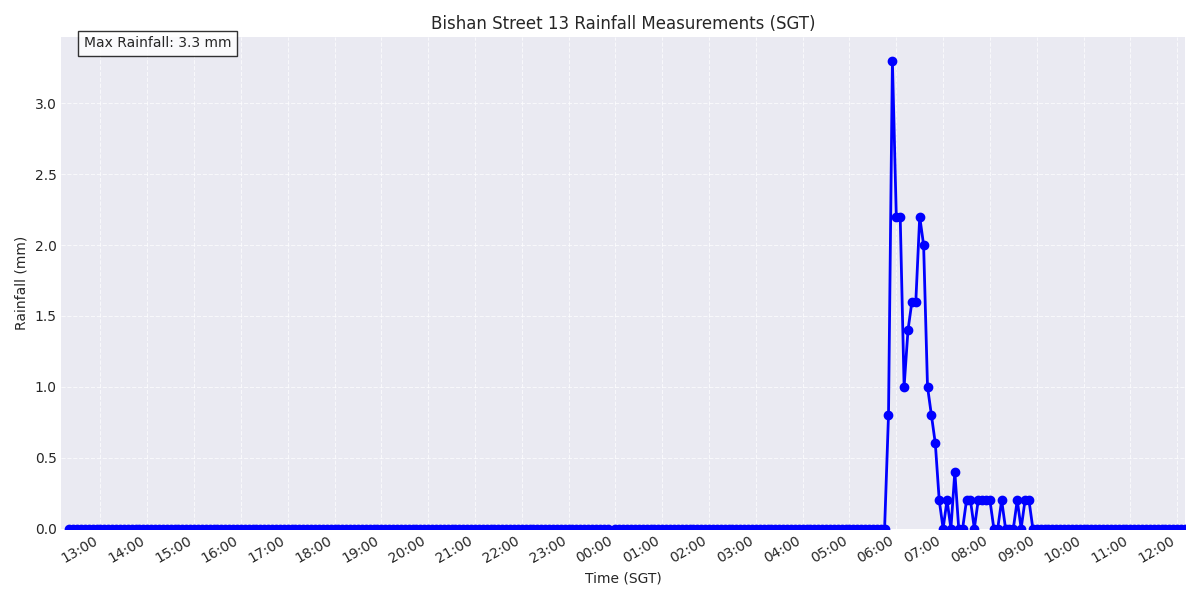 Bishan Street 13 Rainfall Measurements (SGT)
Max Rainfall: 3.3 mm
Rainfall (mm)
3.0
2.5
2.0
1.5
1.0
0.5
0.0
13:00 14:00 15:00 16:00 17:00 18:00 19:00 20:00 21:00 22:00 23:00 00:00 01:00 02:00 03:00 04:00 05:00 06:00 07:00 08:00 09:00 10:00 11:00 12:00
Time (SGT)